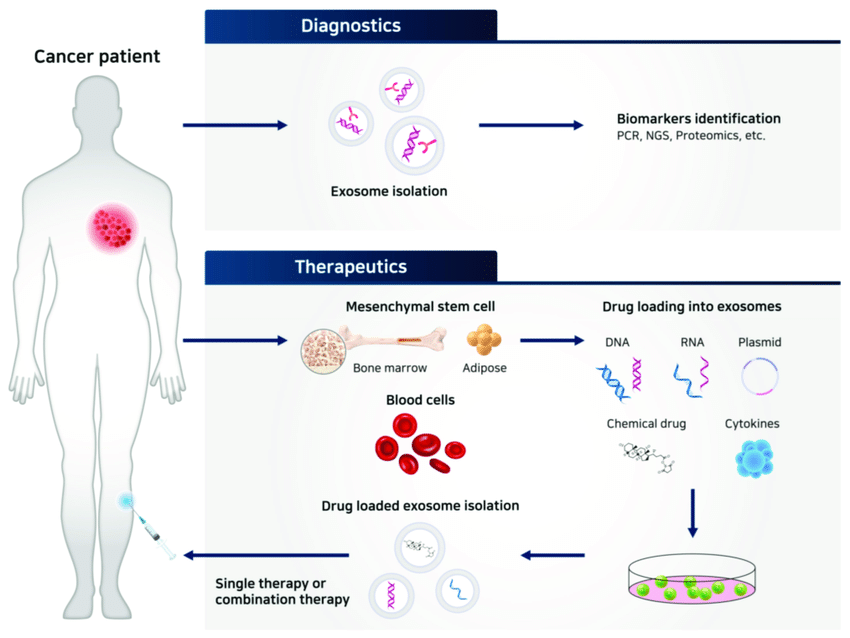 Diagnostics
Cancer patient
Exosome isolation
Biomarkers identification
PCR, NGS, Proteomics, etc.
Therapeutics
Mesenchymal stem cell
Bone marrow
Adipose
Blood cells
Drug loading into exosomes
DNA
RNA
Plasmid
Chemical drug
Cytokines
Drug loaded exosome isolation
Single therapy or
combination therapy